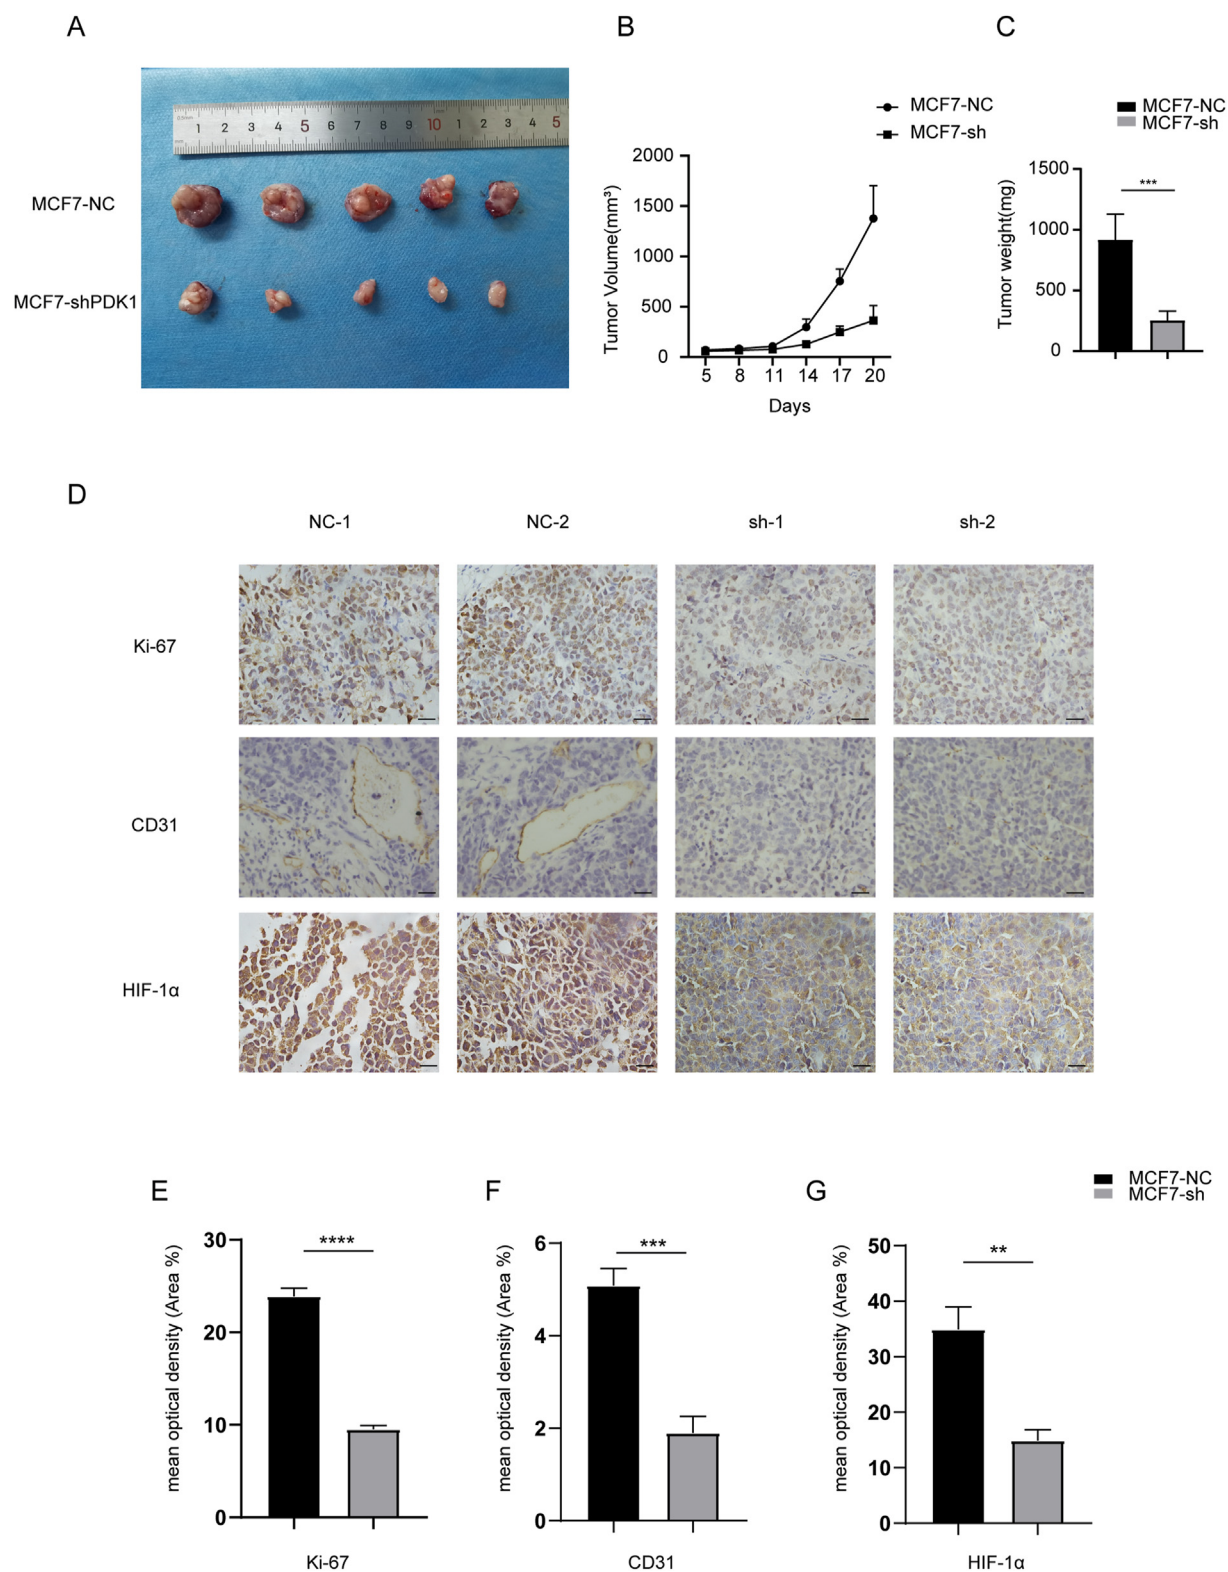 A
B
C
0.5mm
1 2 3 4 5 6 7 8 9 10 1 2 3 4 5
mm
MCF7-NC
MCF7-shPDK1
MCF7-NC
MCF7-sh
Tumor Volume(mm³)
2000
1500
1000
500
0
5 8 11 14 17 20
Days
MCF7-NC
MCF7-sh
Tumor weight(mg)
1500
1000
500
0
***
D
NC-1 NC-2 sh-1 sh-2
Ki-67
CD31
HIF-1α
E
mean optical density (Area %)
30
20
10
0
****
Ki-67
F
mean optical density (Area %)
6
4
2
0
***
CD31
G
MCF7-NC
MCF7-sh
mean optical density (Area %)
50
40
30
20
10
0
**
HIF-1α